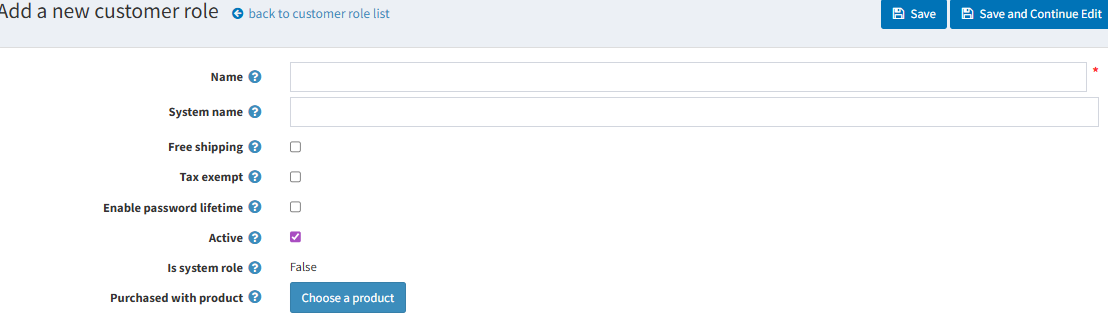 Add a new customer role back to customer role list Save Save and Continue Edit
Name *
System name
Free shipping
Tax exempt
Enable password lifetime
Active
Is system role False
Purchased with product Choose a product